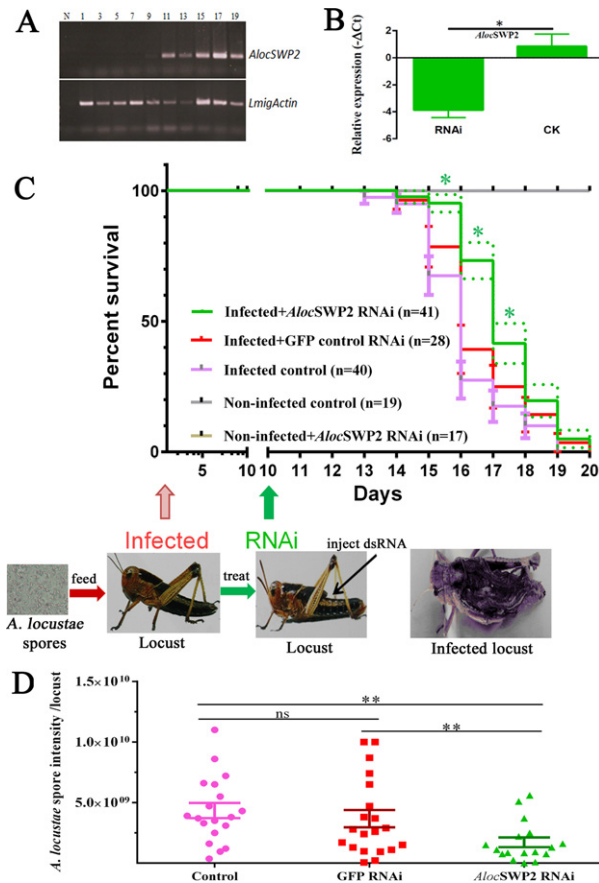 A
N 1 3 5 7 9 11 13 15 17 19
AlocSWP2
LmigActin
B
Relative expression (-ΔCt)
*
AlocSWP2
2
0
-2
-4
-6
RNAi CK
C
Percent survival
100
50
0
* * *
Infected+AlocSWP2 RNAi (n=41)
Infected+GFP control RNAi (n=28)
Infected control (n=40)
Non-infected control (n=19)
Non-infected+AlocSWP2 RNAi (n=17)
5 10 10 11 12 13 14 15 16 17 18 19 20
Days
Infected RNAi
inject dsRNA
feed treat
A. locustae
spores
Locust Locust Infected locust
D
A. locustae spore intensity /locust
1.5×10¹⁰
1.0×10¹⁰
5.0×10⁰⁹
**
ns
**
Control GFP RNAi AlocSWP2 RNAi